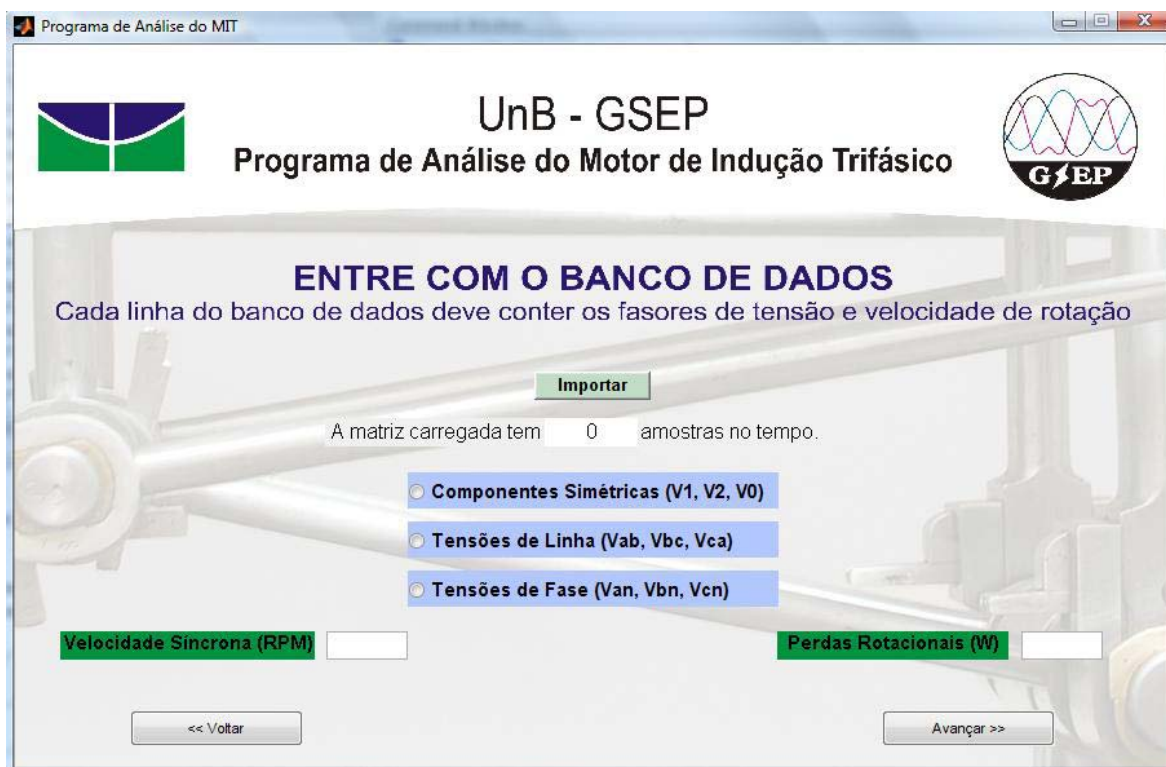 Programa de Análise do MIT
UnB - GSEP
Programa de Análise do Motor de Indução Trifásico
GSEP
ENTRE COM O BANCO DE DADOS
Cada linha do banco de dados deve conter os fasores de tensão e velocidade de rotação
Importar
A matriz carregada tem 0 amostras no tempo.
Componentes Simétricas (V1, V2, V0)
Tensões de Linha (Vab, Vbc, Vca)
Tensões de Fase (Van, Vbn, Vcn)
Velocidade Síncrona (RPM) Perdas Rotacionais (W)
<< Voltar Avançar >>